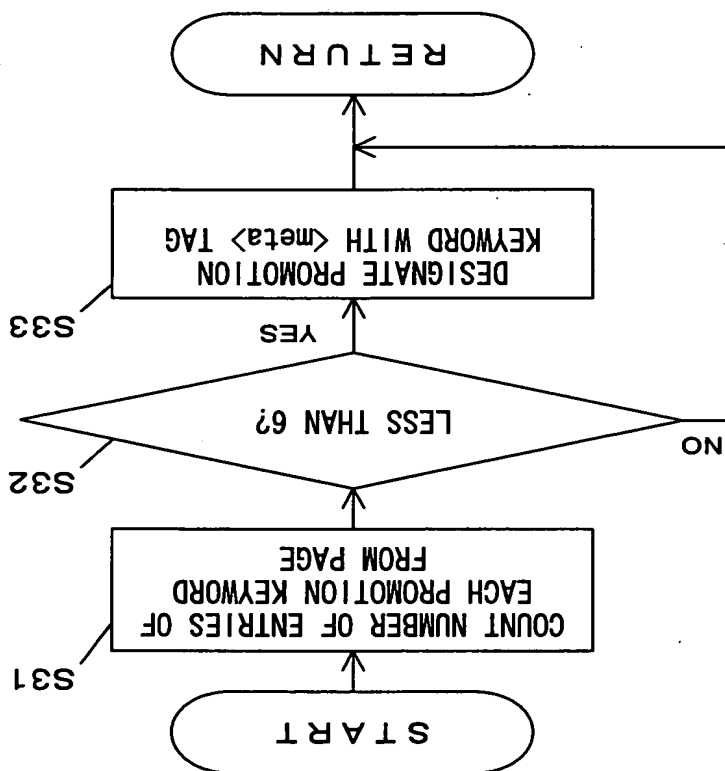 START
S31
COUNT NUMBER OF ENTRIES OF
EACH PROMOTION KEYWORD
FROM PAGE
S32
LESS THAN 6?
NO
YES
S33
DESIGNATE PROMOTION
KEYWORD WITH <meta> TAG
RETURN